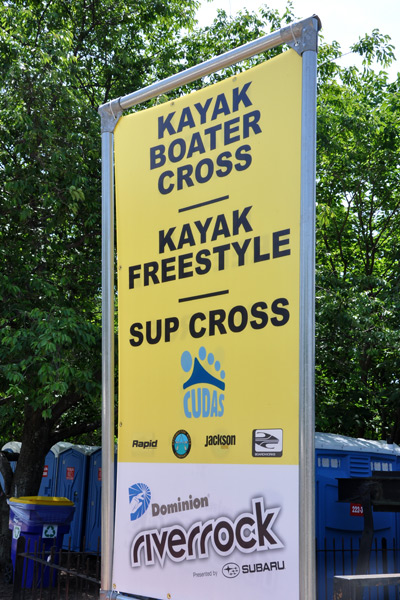 KAYAK
BOATER
CROSS
KAYAK
FREESTYLE
SUP CROSS
CUDAS
Rapid
Jackson
Dominion
riverrock
Presented by SUBARU